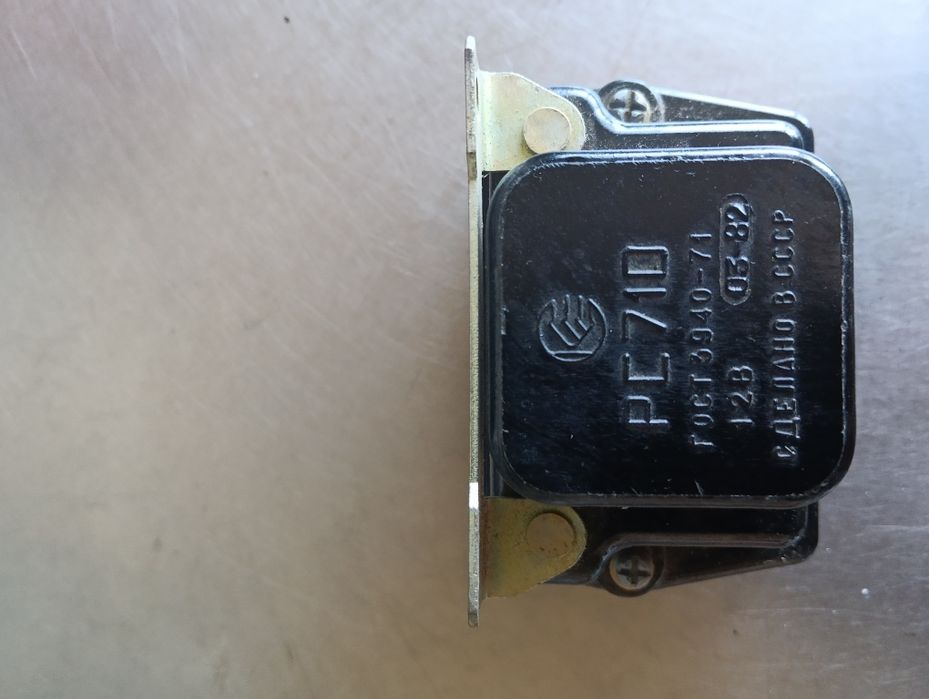 РС710
ГОСТ 3940-71
12В 03-82
СДЕЛАНО В СССР